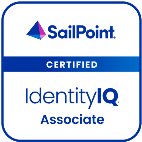 SailPoint.
CERTIFIED
IdentityIQ
Associate